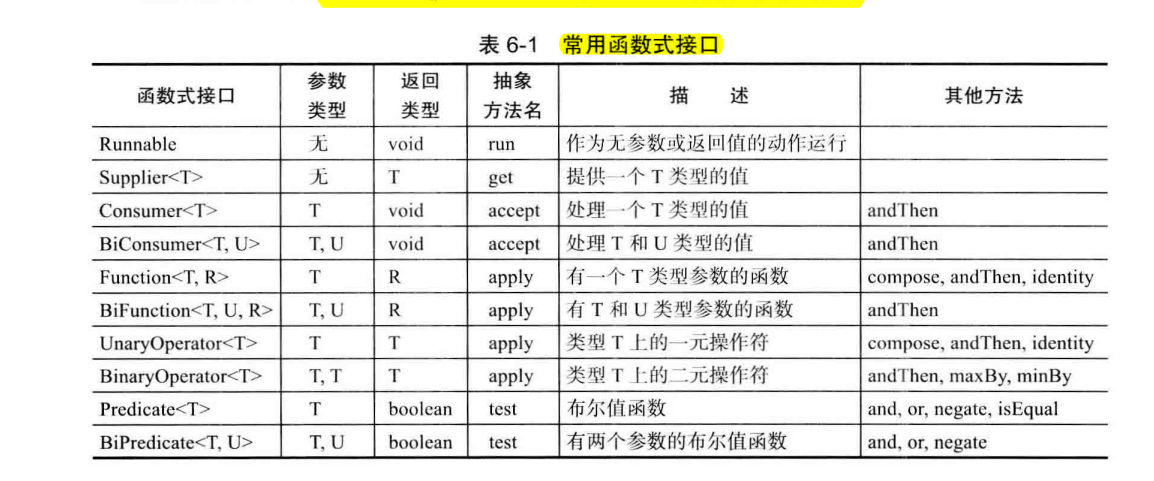 表 6-1 常用函数式接口
函数式接口 参数类型 返回类型 抽象方法名 描 述 其他方法
Runnable 无 void run 作为无参数或返回值的动作运行
Supplier<T> 无 T get 提供一个 T 类型的值
Consumer<T> T void accept 处理一个 T 类型的值 andThen
BiConsumer<T, U> T, U void accept 处理 T 和 U 类型的值 andThen
Function<T, R> T R apply 有一个 T 类型参数的函数 compose, andThen, identity
BiFunction<T, U, R> T, U R apply 有 T 和 U 类型参数的函数 andThen
UnaryOperator<T> T T apply 类型 T 上的一元操作符 compose, andThen, identity
BinaryOperator<T> T, T T apply 类型 T 上的二元操作符 andThen, maxBy, minBy
Predicate<T> T boolean test 布尔值函数 and, or, negate, isEqual
BiPredicate<T, U> T, U boolean test 有两个参数的布尔值函数 and, or, negate